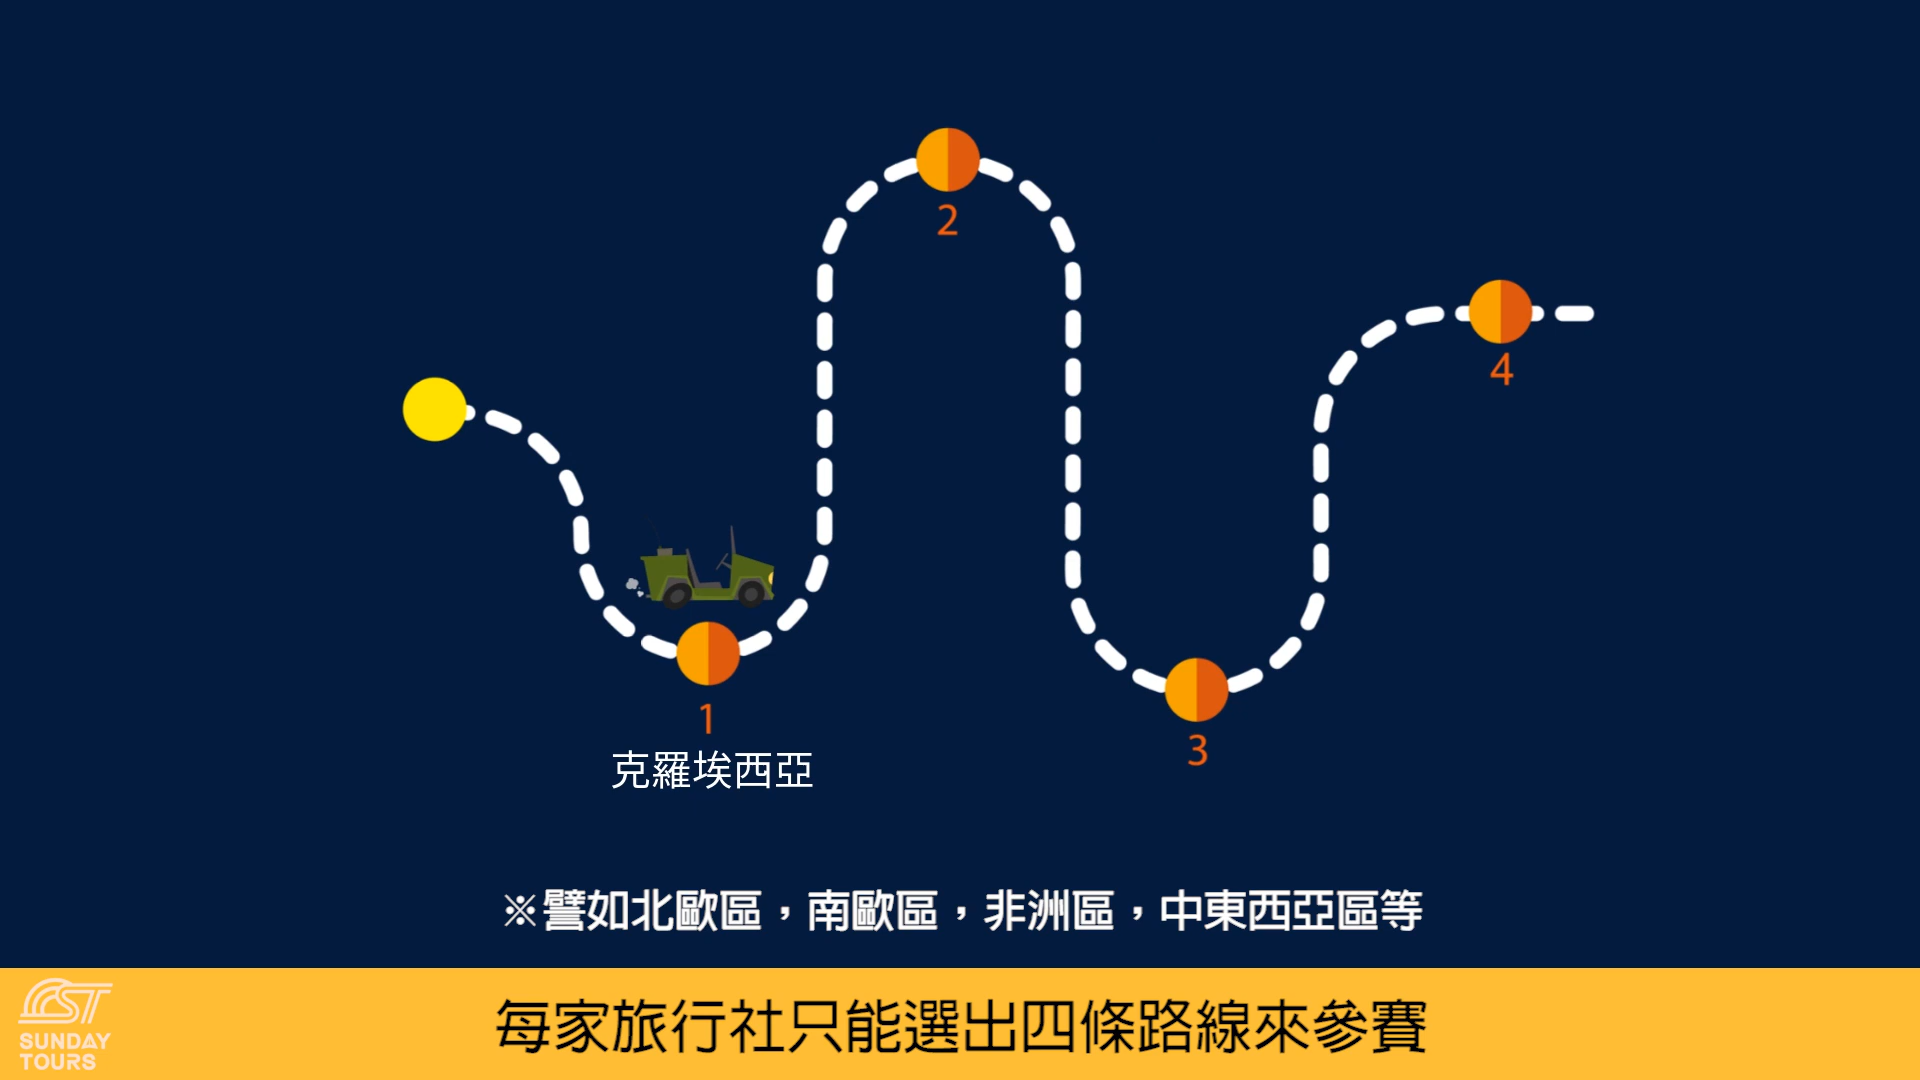 2
4
1
3
克羅埃西亞
※譬如北歐區，南歐區，非洲區，中東西亞區等
每家旅行社只能選出四條路線來參賽
ST
SUNDAY
TOURS